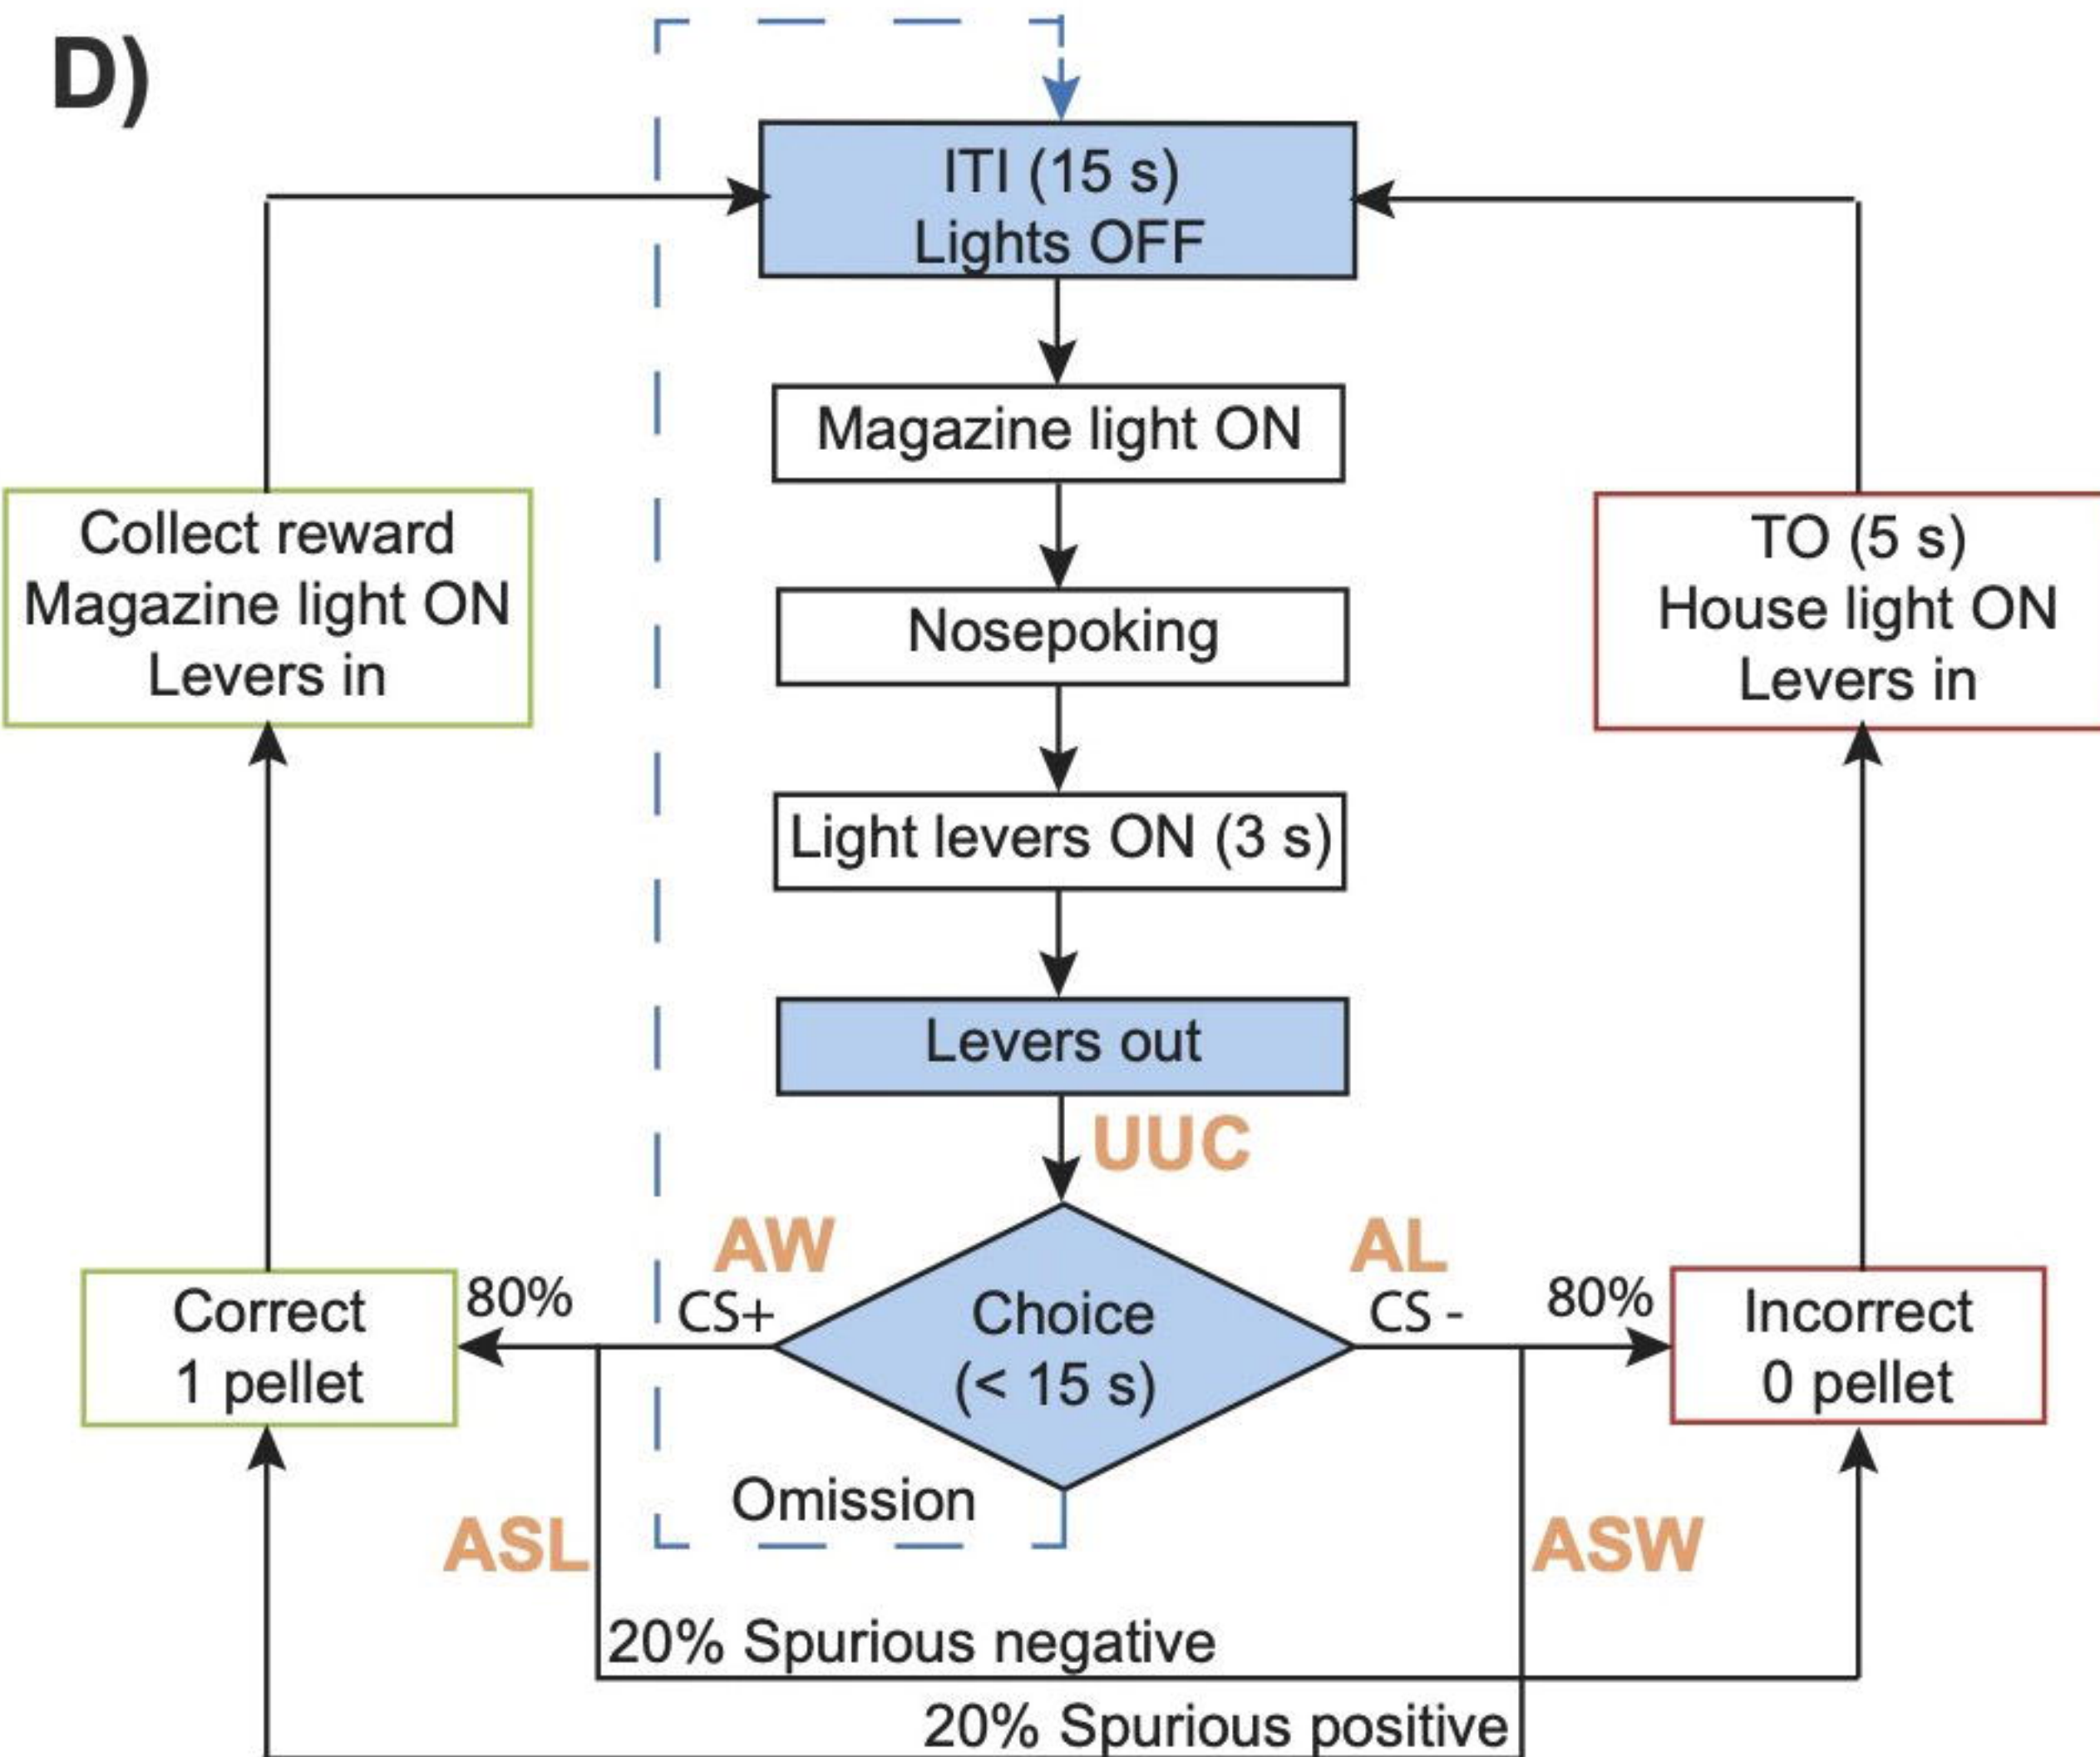 D)
ITI (15 s)
Lights OFF
Magazine light ON
Nosepoking
Light levers ON (3 s)
Levers out
Collect reward
Magazine light ON
Levers in
TO (5 s)
House light ON
Levers in
UUC
AW
AL
Correct
1 pellet
80%
CS+
Choice
(< 15 s)
CS -
80%
Incorrect
0 pellet
Omission
ASL
ASW
20% Spurious negative
20% Spurious positive